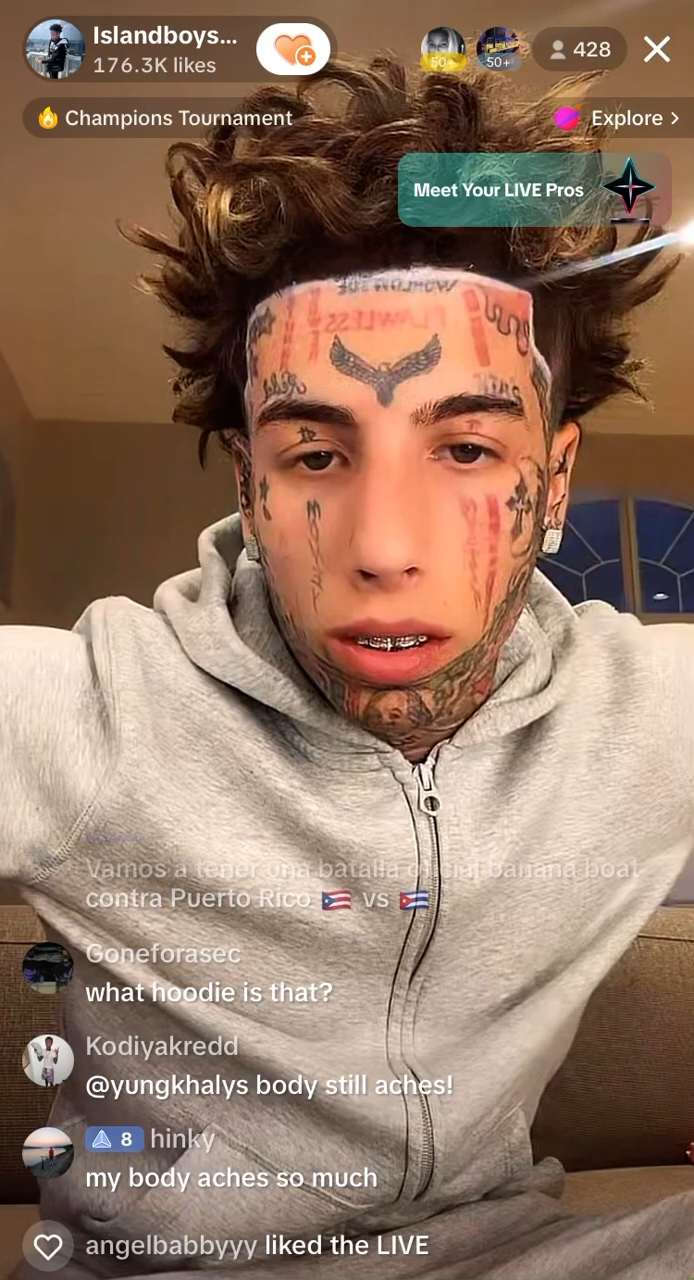 Islandboys...
176.3K likes
50+
50+
428
Champions Tournament
Explore >
Meet Your LIVE Pros
WORLDWIDE
FLAWLESS
Vamos a tener una batalla oficial banana boat
contra Puerto Rico 🇵🇷 vs 🇨🇺
Goneforasec
what hoodie is that?
Kodiyakredd
@yungkhalys body still aches!
8 hinky
my body aches so much
angelbabbyyy liked the LIVE